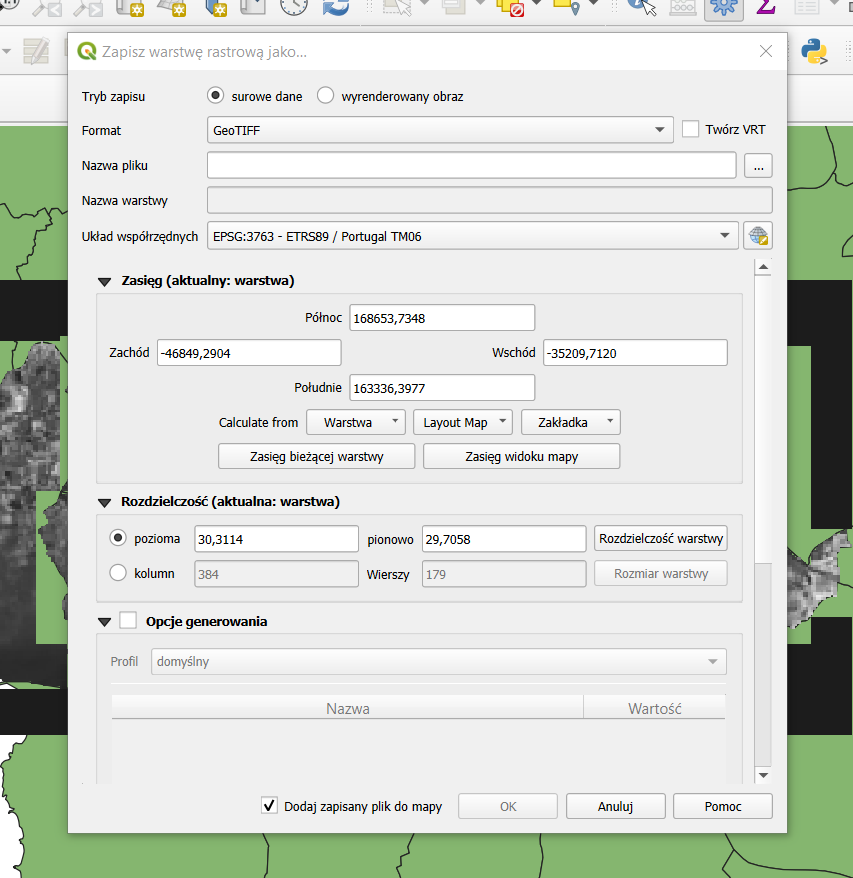 Zapisz warstwę rastrową jako...
Tryb zapisu surowe dane wyrenderowany obraz
Format GeoTIFF Twórz VRT
Nazwa pliku ...
Nazwa warstwy
Układ współrzędnych EPSG:3763 - ETRS89 / Portugal TM06
Zasięg (aktualny: warstwa)
Północ 168653,7348
Zachód -46849,2904 Wschód -35209,7120
Południe 163336,3977
Calculate from Warstwa Layout Map Zakładka
Zasięg bieżącej warstwy Zasięg widoku mapy
Rozdzielczość (aktualna: warstwa)
pozioma 30,3114 pionowo 29,7058 Rozdzielczość warstwy
kolumn 384 Wierszy 179 Rozmiar warstwy
Opcje generowania
Profil domyślny
Nazwa Wartość
Dodaj zapisany plik do mapy OK Anuluj Pomoc